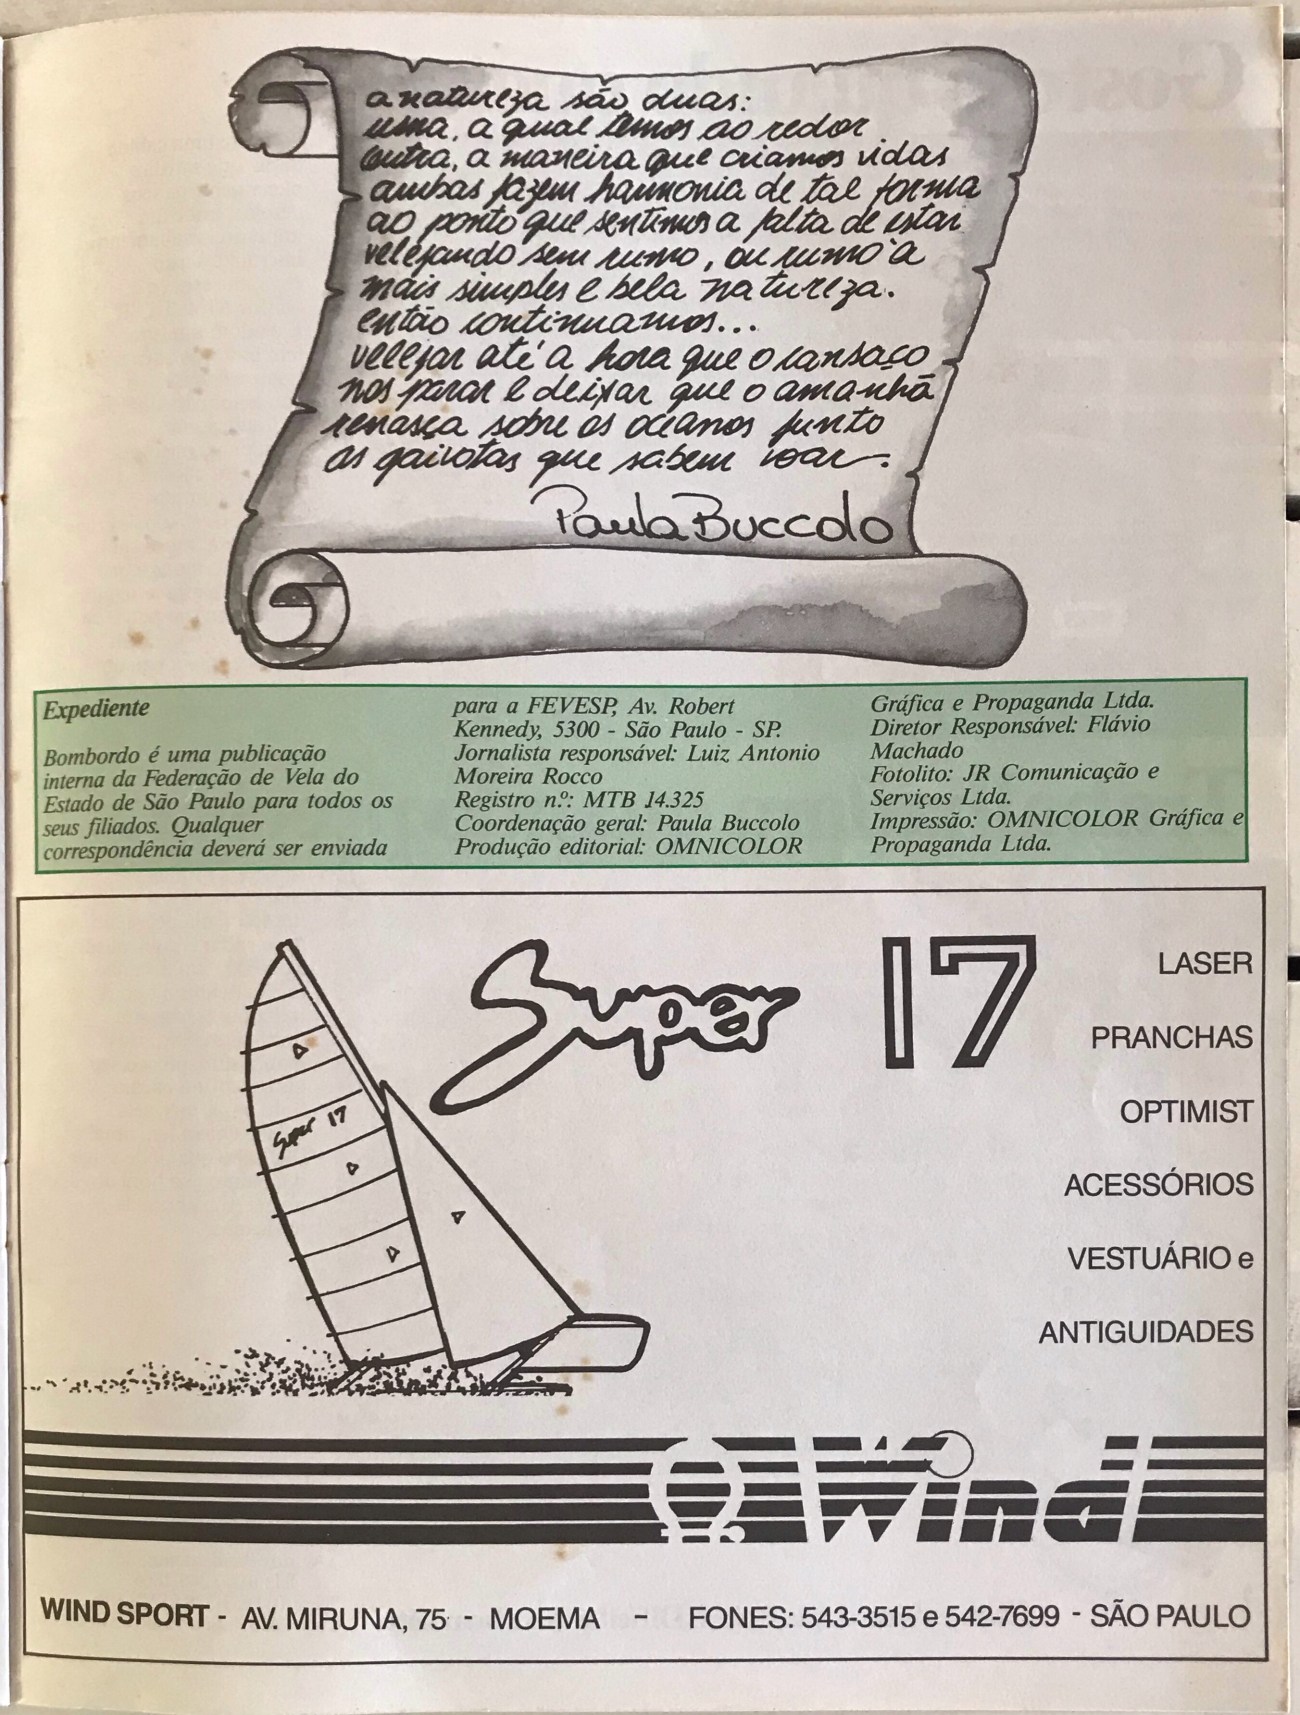 a natureza são duas:
uma, a qual temos ao redor
outra, a maneira que criamos vidas
ambas fazem harmonia de tal forma
ao ponto que sentimos a falta de estar
velejando sem rumo, ou rumo à
mais simples e bela natureza.
então continuamos...
velejar até a hora que o cansaço
nos parar e deixar que o amanhã
renasça sobre os oceanos junto
as gaivotas que sabem voar.
Paula Buccolo
Expediente
Bombordo é uma publicação
interna da Federação de Vela do
Estado de São Paulo para todos os
seus filiados. Qualquer
correspondência deverá ser enviada
para a FEVESP, Av. Robert
Kennedy, 5300 - São Paulo - SP.
Jornalista responsável: Luiz Antonio
Moreira Rocco
Registro n.º: MTB 14.325
Coordenação geral: Paula Buccolo
Produção editorial: OMNICOLOR
Gráfica e Propaganda Ltda.
Diretor Responsável: Flávio
Machado
Fotolito: JR Comunicação e
Serviços Ltda.
Impressão: OMNICOLOR Gráfica e
Propaganda Ltda.
Super 17
Super 17
LASER
PRANCHAS
OPTIMIST
ACESSÓRIOS
VESTUÁRIO e
ANTIGUIDADES
Wind
WIND SPORT - AV. MIRUNA, 75 - MOEMA - FONES: 543-3515 e 542-7699 - SÃO PAULO